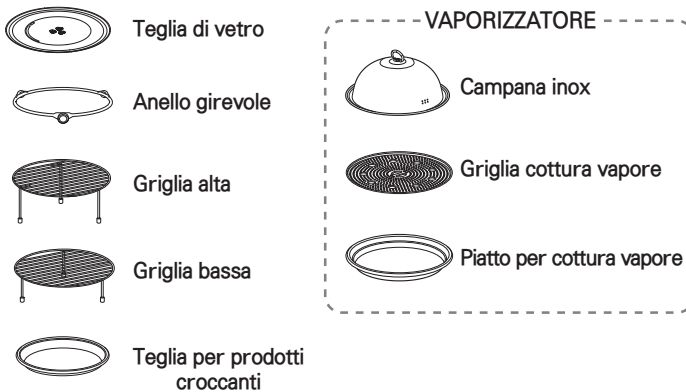 Teglia di vetro
Anello girevole
Griglia alta
Griglia bassa
Teglia per prodotti
croccanti
VAPORIZZATORE
Campana inox
Griglia cottura vapore
Piatto per cottura vapore